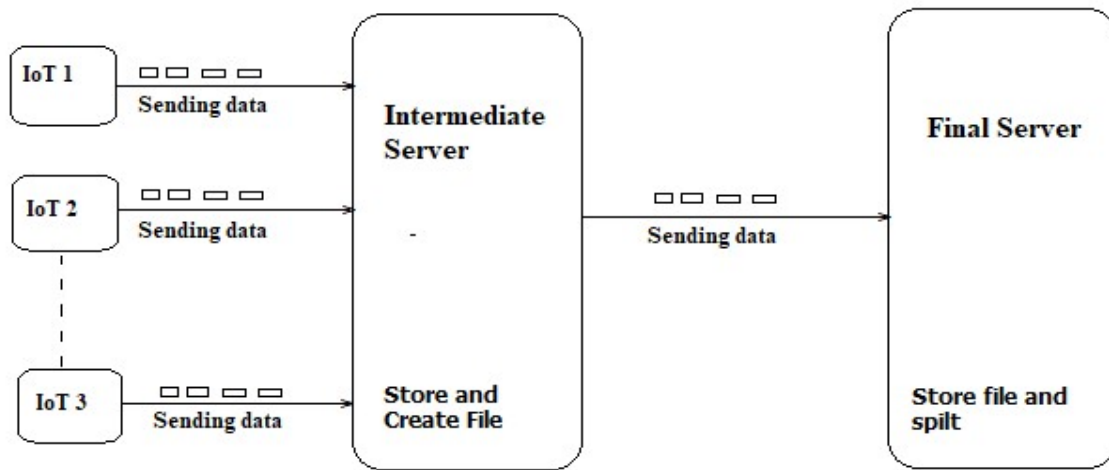 IoT 1
Sending data
IoT 2
Sending data
IoT 3
Sending data
Intermediate
Server
-
Store and
Create File
Sending data
Final Server
Store file and
spilt